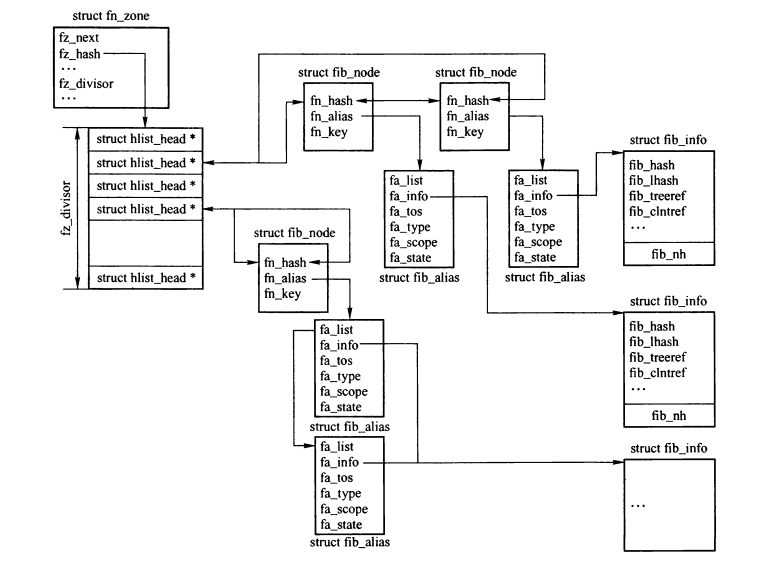 struct fn_zone
fz_next
fz_hash
...
fz_divisor
...
fz_divisor
struct hlist_head *
struct hlist_head *
struct hlist_head *
struct hlist_head *
struct hlist_head *
struct fib_node
fn_hash
fn_alias
fn_key
struct fib_node
fn_hash
fn_alias
fn_key
fa_list
fa_info
fa_tos
fa_type
fa_scope
fa_state
struct fib_alias
fa_list
fa_info
fa_tos
fa_type
fa_scope
fa_state
struct fib_alias
struct fib_info
fib_hash
fib_lhash
fib_treeref
fib_clntref
...
fib_nh
struct fib_node
fn_hash
fn_alias
fn_key
fa_list
fa_info
fa_tos
fa_type
fa_scope
fa_state
struct fib_alias
fa_list
fa_info
fa_tos
fa_type
fa_scope
fa_state
struct fib_alias
struct fib_info
fib_hash
fib_lhash
fib_treeref
fib_clntref
...
fib_nh
struct fib_info
...